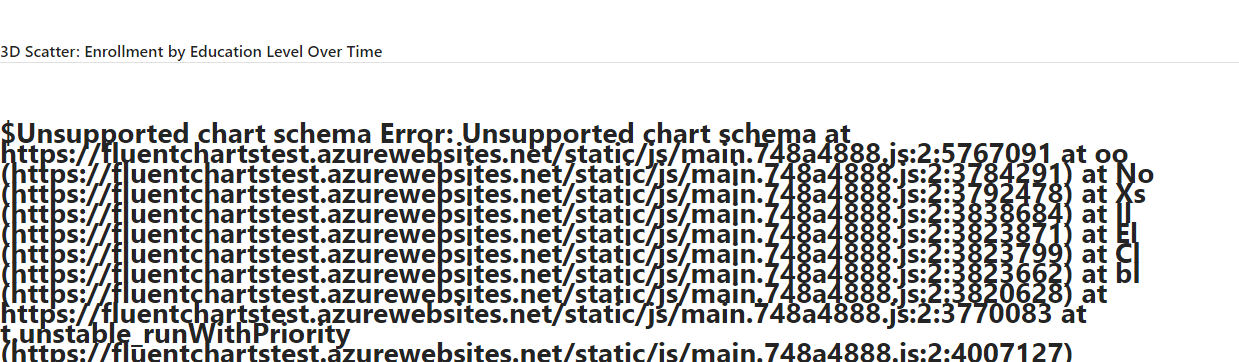 3D Scatter: Enrollment by Education Level Over Time
$Unsupported chart schema Error: Unsupported chart schema at
https://fluentchartstest.azurewebsites.net/static/js/main.748a4888.js:2:5767091 at oo
(https://fluentchartstest.azurewebsites.net/static/js/main.748a4888.js:2:3784291) at No
(https://fluentchartstest.azurewebsites.net/static/js/main.748a4888.js:2:3792478) at Xs
(https://fluentchartstest.azurewebsites.net/static/js/main.748a4888.js:2:3838684) at Il
(https://fluentchartstest.azurewebsites.net/static/js/main.748a4888.js:2:3823871) at El
(https://fluentchartstest.azurewebsites.net/static/js/main.748a4888.js:2:3823799) at Cl
(https://fluentchartstest.azurewebsites.net/static/js/main.748a4888.js:2:3823662) at bl
(https://fluentchartstest.azurewebsites.net/static/js/main.748a4888.js:2:3820628) at
https://fluentchartstest.azurewebsites.net/static/js/main.748a4888.js:2:3770083 at
t.unstable_runWithPriority
(https://fluentchartstest.azurewebsites.net/static/js/main.748a4888.js:2:4007127)